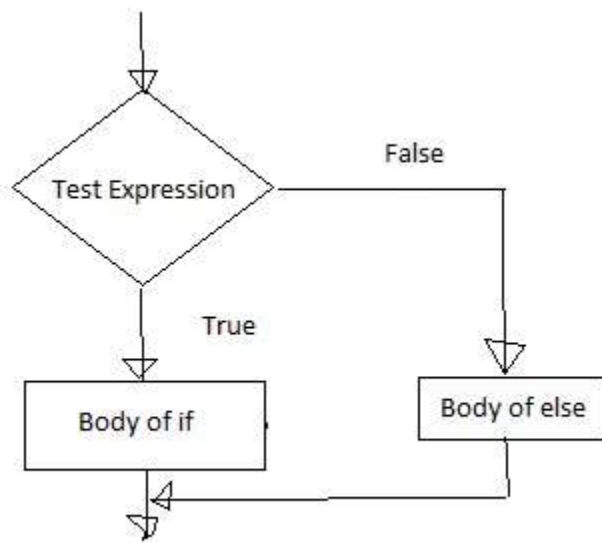 False
Test Expression
True
Body of if
Body of else